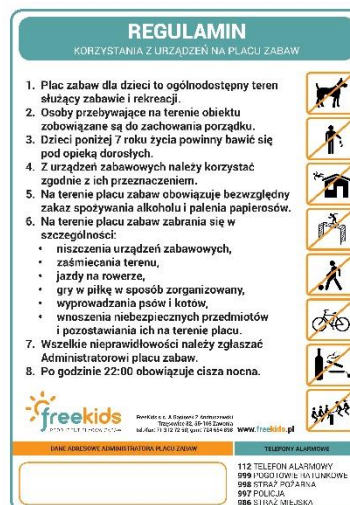 REGULAMIN
KORZYSTANIA Z URZĄDZEŃ NA PLACU ZABAW
1. Plac zabaw dla dzieci to ogólnodostępny teren
służący zabawie i rekreacji.
2. Osoby przebywające na terenie obiektu
zobowiązane są do zachowania porządku.
3. Dzieci poniżej 7 roku życia powinny bawić się
pod opieką dorosłych.
4. Z urządzeń zabawowych należy korzystać
zgodnie z ich przeznaczeniem.
5. Na terenie placu zabaw obowiązuje bezwzględny
zakaz spożywania alkoholu i palenia papierosów.
6. Na terenie placu zabaw zabrania się w
szczególności:
• niszczenia urządzeń zabawowych,
• zaśmiecania terenu,
• jazdy na rowerze,
• gry w piłkę w sposób zorganizowany,
• wyprowadzania psów i kotów,
• wnoszenia niebezpiecznych przedmiotów
i pozostawiania ich na terenie placu.
7. Wszelkie nieprawidłowości należy zgłaszać
Administratorowi placu zabaw.
8. Po godzinie 22:00 obowiązuje cisza nocna.
freekids
www.freekids.pl
DANE ADRESOWE ADMINISTRATORA PLACU ZABAW
TELEFONY ALARMOWE
112 TELEFON ALARMOWY
999 POGOTOWIE RATUNKOWE
998 STRAŻ POŻARNA
997 POLICJA
986 STRAŻ MIEJSKA